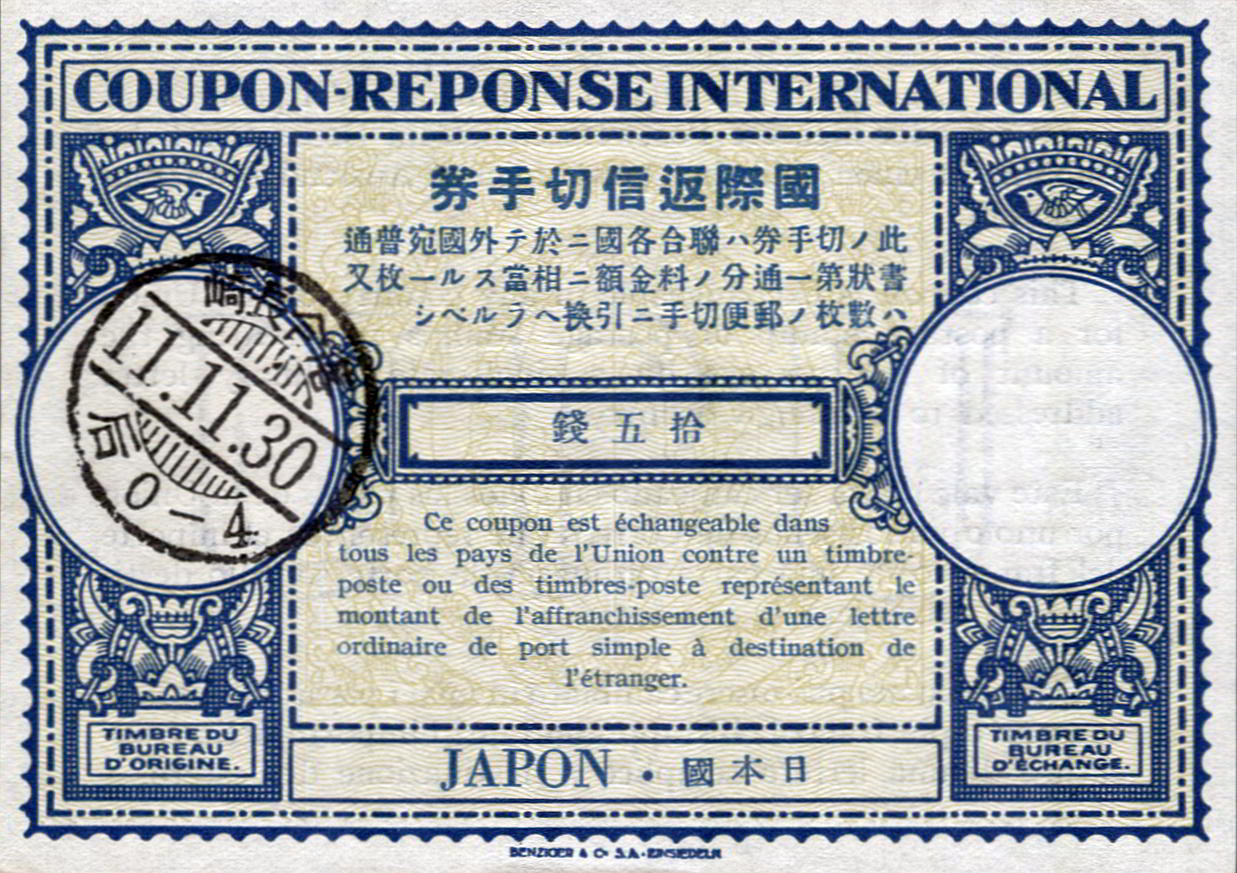 COUPON-REPONSE INTERNATIONAL
國際返信切手券
此ノ切手券ハ聯合各國ニ於テ外國宛普通
書狀第一通分ノ料金額ニ相當スル一枚又
ハ數枚ノ郵便切手ニ引換ヘラルベシ
長崎
11.11.30
后0-4
拾五錢
Ce coupon est échangeable dans
tous les pays de l'Union contre un timbre-
poste ou des timbres-poste représentant le
montant de l'affranchissement d'une lettre
ordinaire de port simple à destination de
l'étranger.
TIMBRE DU
BUREAU
D'ORIGINE.
TIMBRE DU
BUREAU
D'ÉCHANGE.
JAPON · 日本國
BENZIGER & Co S.A.-EINSIEDELN